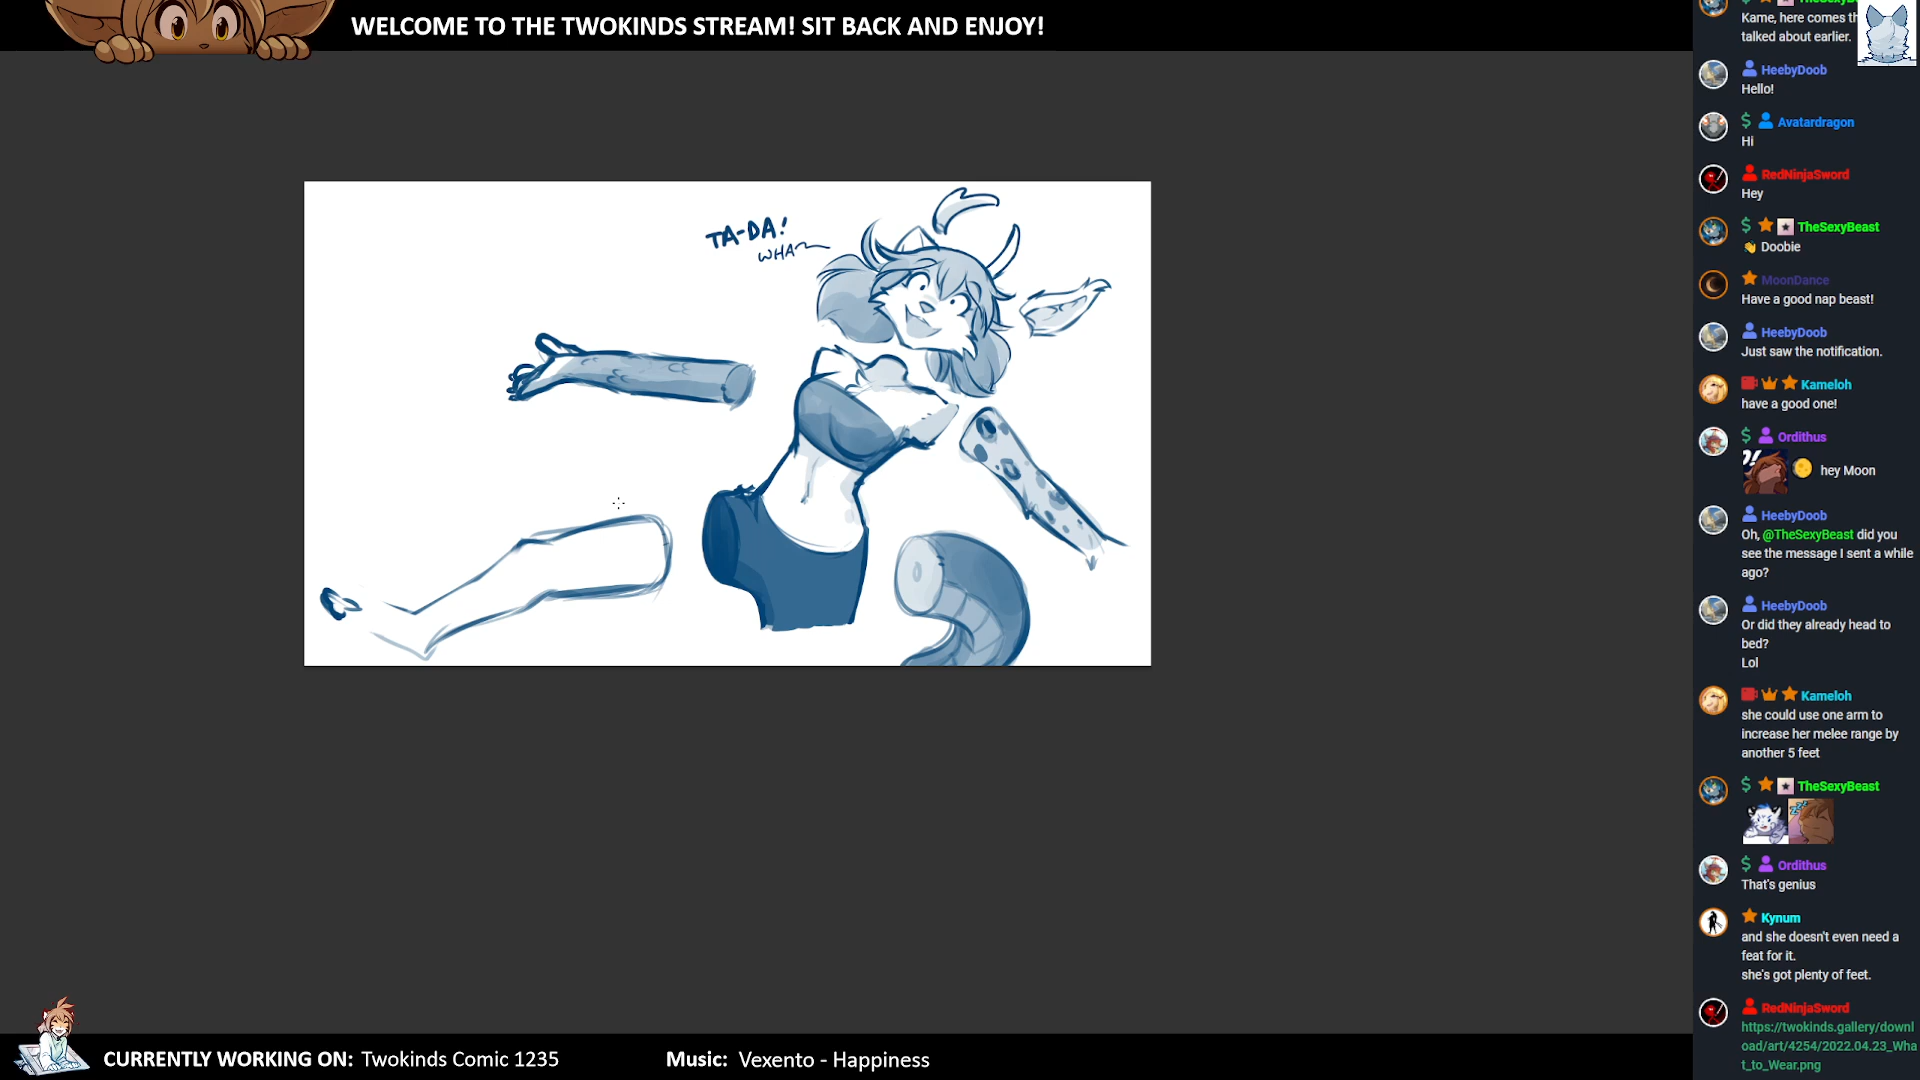 WELCOME TO THE TWOKINDS STREAM! SIT BACK AND ENJOY!
TA-DA!
WHA
Kame, here comes th
talked about earlier.
HeebyDoob
Hello!
Avatardragon
Hi
RedNinjaSword
Hey
TheSexyBeast
Doobie
MoonDance
Have a good nap beast!
HeebyDoob
Just saw the notification.
Kameloh
have a good one!
Ordithus
hey Moon
HeebyDoob
Oh, @TheSexyBeast did you
see the message I sent a while
ago?
HeebyDoob
Or did they already head to
bed?
Lol
Kameloh
she could use one arm to
increase her melee range by
another 5 feet
TheSexyBeast
Ordithus
That's genius
Kynum
and she doesn't even need a
feat for it.
she's got plenty of feet.
RedNinjaSword
https://twokinds.gallery/downl
oad/art/4254/2022.04.23_Wha
t_to_Wear.png
CURRENTLY WORKING ON: Twokinds Comic 1235
Music: Vexento - Happiness